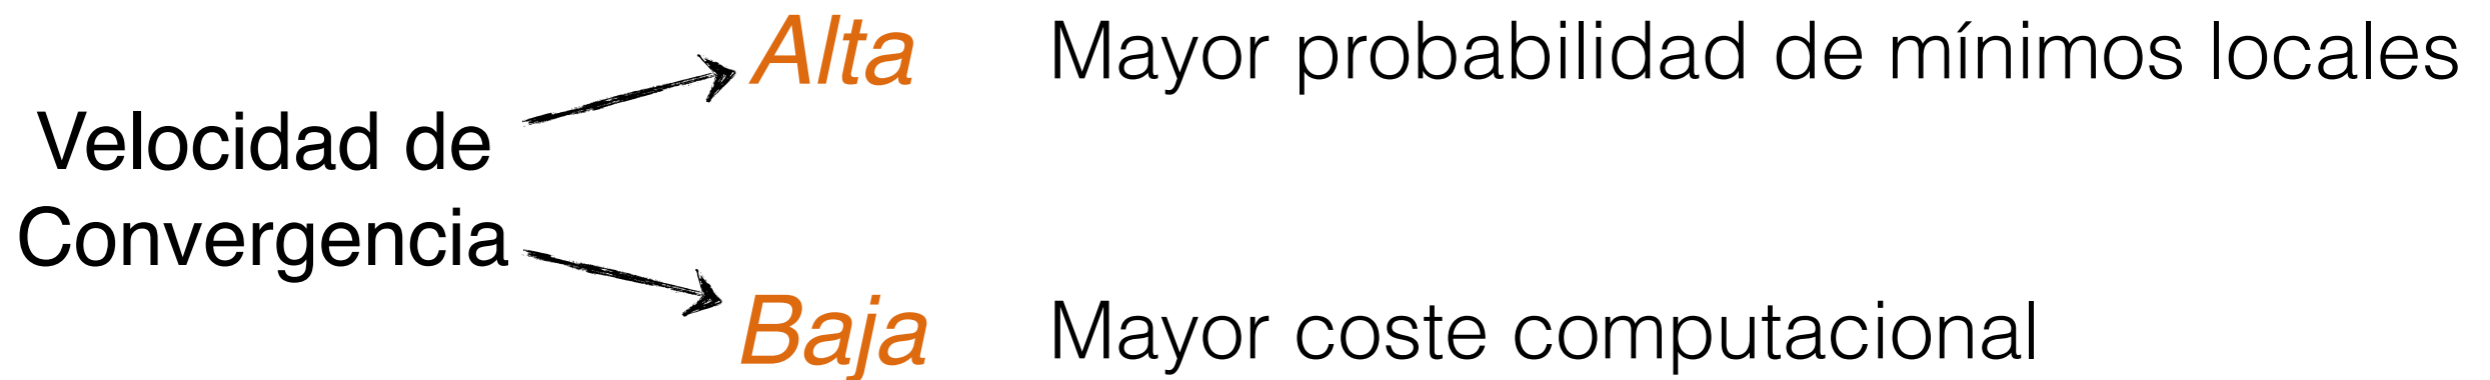 Alta Mayor probabilidad de mínimos locales
Velocidad de
Convergencia
Baja Mayor coste computacional